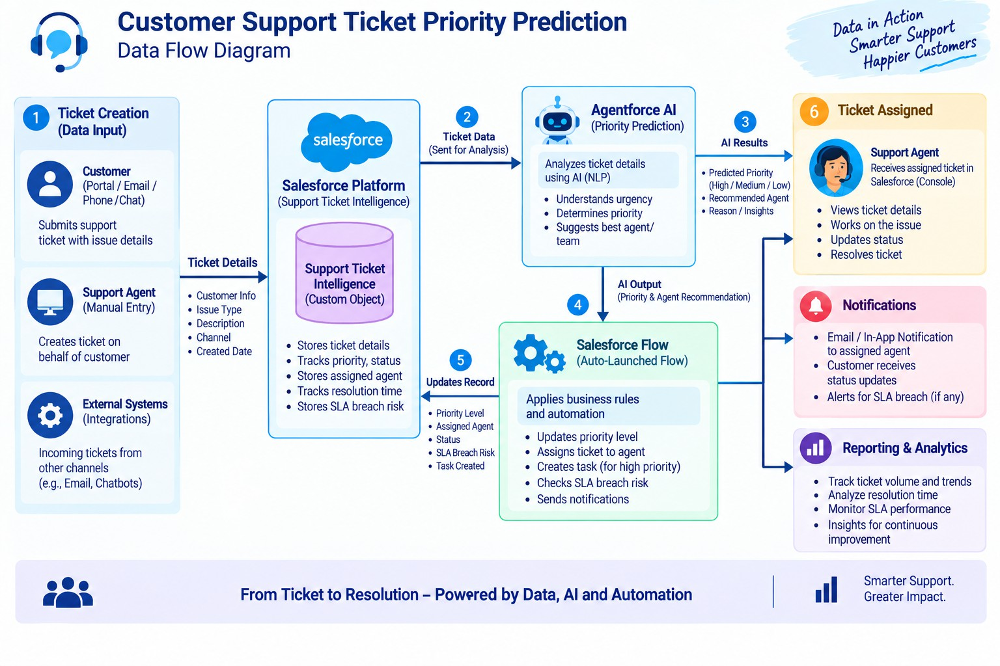 Customer Support Ticket Priority Prediction
Data Flow Diagram
Data in Action
Smarter Support
Happier Customers
1
Ticket Creation
(Data Input)
Customer
(Portal / Email /
Phone / Chat)
Submits support
ticket with issue details
Support Agent
(Manual Entry)
Creates ticket on
behalf of customer
External Systems
(Integrations)
Incoming tickets from
other channels
(e.g., Email, Chatbots)
Ticket Details
• Customer Info
• Issue Type
• Description
• Channel
• Created Date
salesforce
Salesforce Platform
(Support Ticket Intelligence)
Support Ticket
Intelligence
(Custom Object)
• Stores ticket details
• Tracks priority, status
• Stores assigned agent
• Tracks resolution time
• Stores SLA breach risk
2
Ticket Data
(Sent for Analysis)
Agentforce AI
(Priority Prediction)
Analyzes ticket details
using AI (NLP)
• Understands urgency
• Determines priority
• Suggests best agent/
team
3
AI Results
• Predicted Priority
(High / Medium / Low)
• Recommended Agent
• Reason / Insights
4
AI Output
(Priority & Agent Recommendation)
Salesforce Flow
(Auto-Launched Flow)
Applies business rules
and automation
• Updates priority level
• Assigns ticket to agent
• Creates task (for high priority)
• Checks SLA breach risk
• Sends notifications
5
Updates Record
• Priority Level
• Assigned Agent
• Status
• SLA Breach Risk
• Task Created
6
Ticket Assigned
Support Agent
Receives assigned ticket in
Salesforce (Console)
• Views ticket details
• Works on the issue
• Updates status
• Resolves ticket
Notifications
• Email / In-App Notification
to assigned agent
• Customer receives
status updates
• Alerts for SLA breach (if any)
Reporting & Analytics
• Track ticket volume and trends
• Analyze resolution time
• Monitor SLA performance
• Insights for continuous
improvement
From Ticket to Resolution – Powered by Data, AI and Automation
Smarter Support.
Greater Impact.